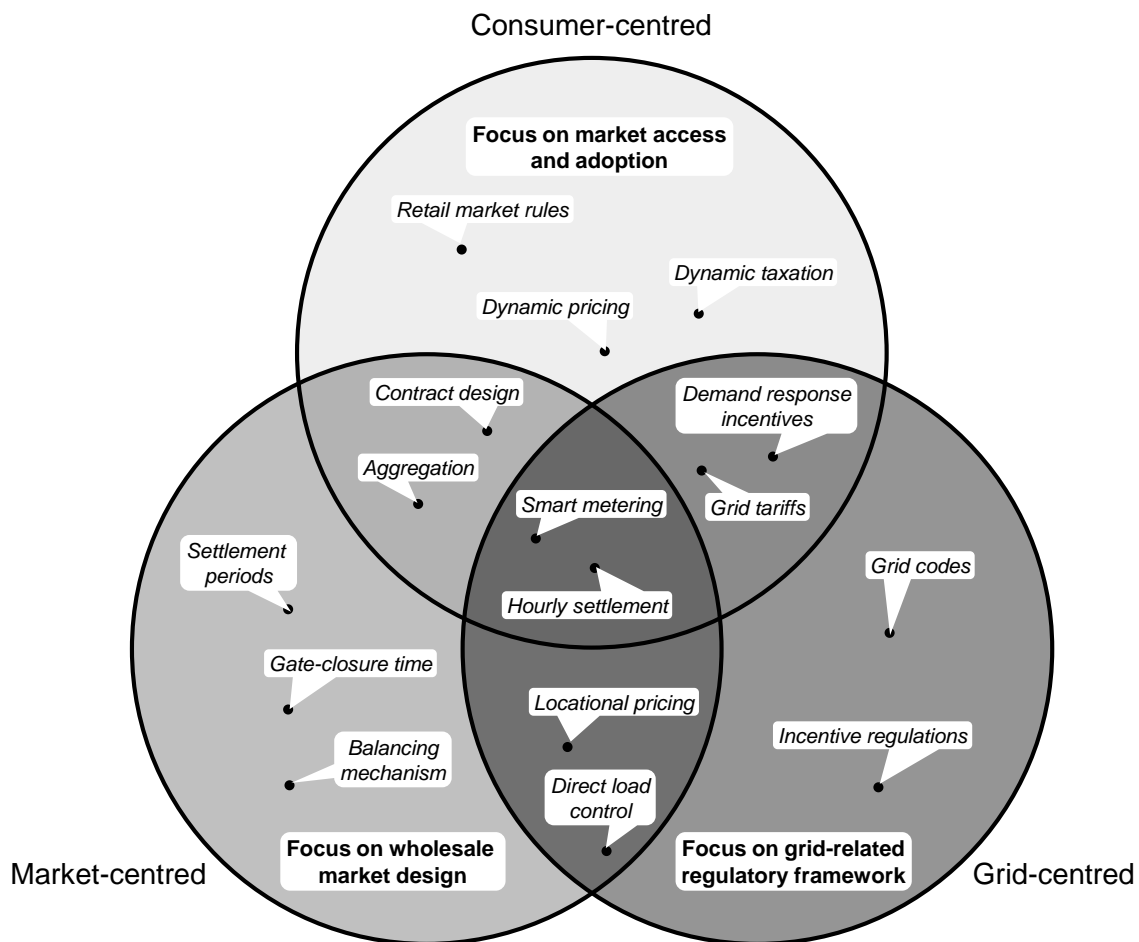 Consumer-centred
Focus on market access
and adoption
Retail market rules
Dynamic taxation
Dynamic pricing
Contract design
Demand response
incentives
Aggregation
Smart metering
Grid tariffs
Settlement
periods
Grid codes
Hourly settlement
Gate-closure time
Locational pricing
Incentive regulations
Balancing
mechanism
Direct load
control
Focus on wholesale
market design
Focus on grid-related
regulatory framework
Market-centred
Grid-centred